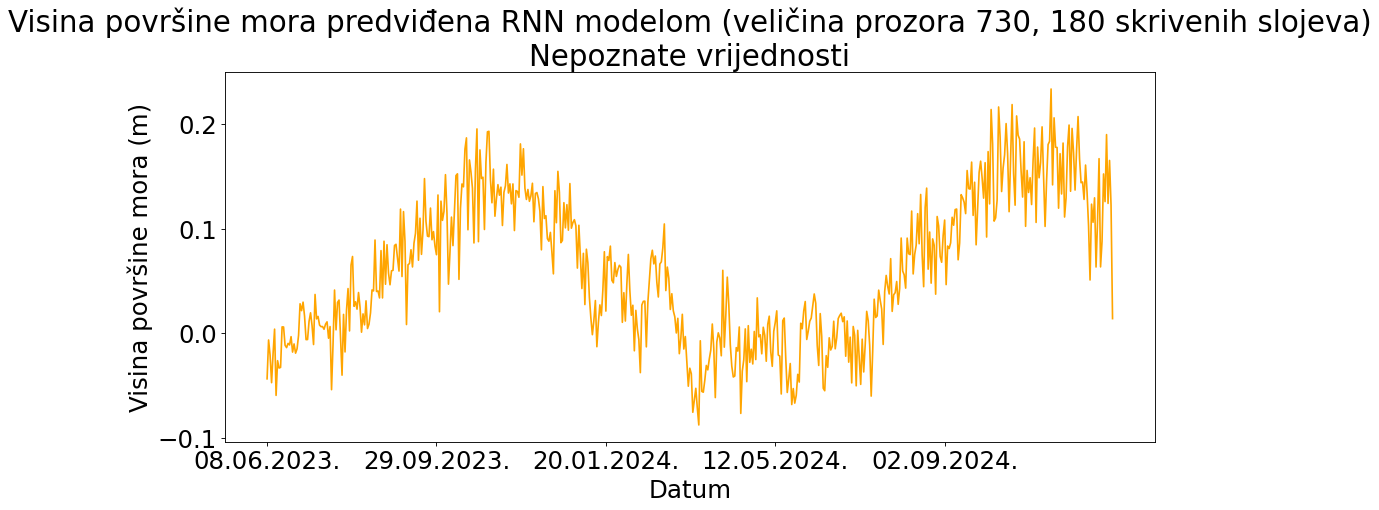 Visina površine mora predviđena RNN modelom (veličina prozora 730, 180 skrivenih slojeva)
Nepoznate vrijednosti
Visina površine mora (m)
0.2
0.1
0.0
−0.1
08.06.2023. 29.09.2023. 20.01.2024. 12.05.2024. 02.09.2024.
Datum